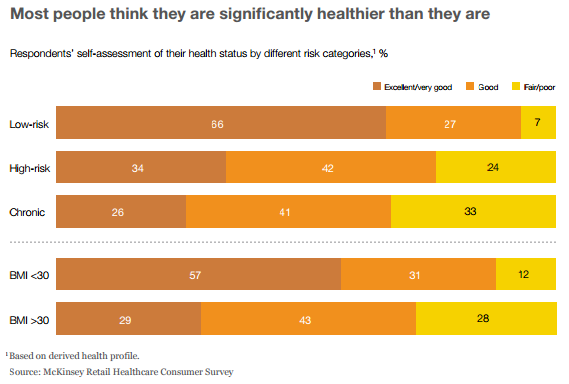 Most people think they are significantly healthier than they are
Respondents' self-assessment of their health status by different risk categories,¹ %
Excellent/very good Good Fair/poor
Low-risk 66 27 7
High-risk 34 42 24
Chronic 26 41 33
BMI <30 57 31 12
BMI >30 29 43 28
¹Based on derived health profile.
Source: McKinsey Retail Healthcare Consumer Survey